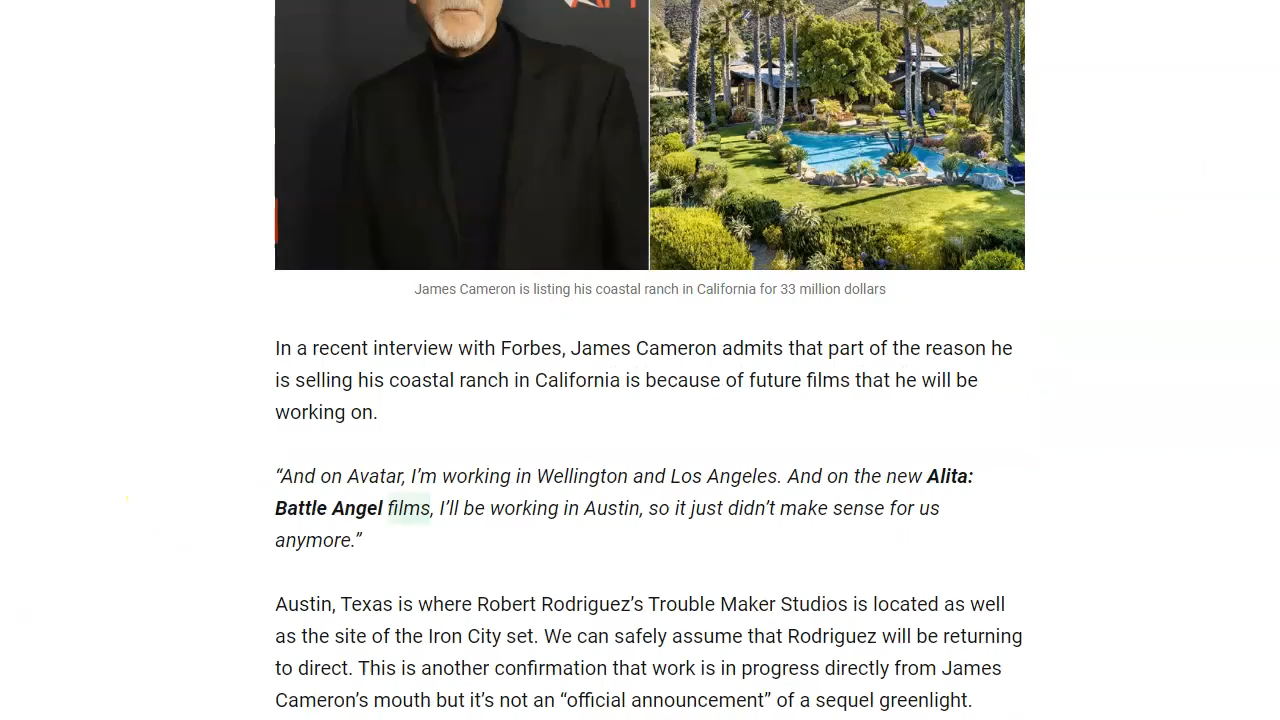 James Cameron is listing his coastal ranch in California for 33 million dollars
In a recent interview with Forbes, James Cameron admits that part of the reason he
is selling his coastal ranch in California is because of future films that he will be
working on.
“And on Avatar, I’m working in Wellington and Los Angeles. And on the new Alita:
Battle Angel films, I’ll be working in Austin, so it just didn’t make sense for us
anymore.”
Austin, Texas is where Robert Rodriguez’s Trouble Maker Studios is located as well
as the site of the Iron City set. We can safely assume that Rodriguez will be returning
to direct. This is another confirmation that work is in progress directly from James
Cameron’s mouth but it’s not an “official announcement” of a sequel greenlight.